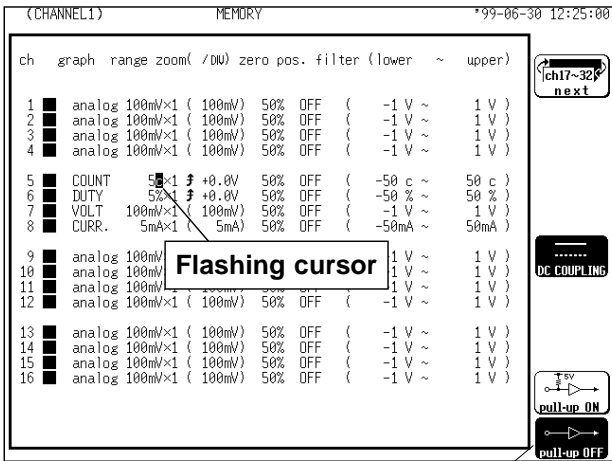 (CHANNEL1) MEMORY '99-06-30 12:25:00
ch graph range zoom( /DIV) zero pos. filter (lower ~ upper)
1 analog 100mV×1 ( 100mV) 50% OFF ( -1 V ~ 1 V )
2 analog 100mV×1 ( 100mV) 50% OFF ( -1 V ~ 1 V )
3 analog 100mV×1 ( 100mV) 50% OFF ( -1 V ~ 1 V )
4 analog 100mV×1 ( 100mV) 50% OFF ( -1 V ~ 1 V )
5 COUNT 5c×1 +0.0V 50% OFF ( -50 c ~ 50 c )
6 DUTY 5%×1 +0.0V 50% OFF ( -50 % ~ 50 % )
7 VOLT 100mV×1 ( 100mV) 50% OFF ( -1 V ~ 1 V )
8 CURR. 5mA×1 ( 5mA) 50% OFF ( -50mA ~ 50mA )
Flashing cursor
9 analog 100mV 1 V ~ 1 V )
10 analog 100mV 1 V ~ 1 V )
11 analog 100mV×1 ( 100mV) 50% OFF ( -1 V ~ 1 V )
12 analog 100mV×1 ( 100mV) 50% OFF ( -1 V ~ 1 V )
13 analog 100mV×1 ( 100mV) 50% OFF ( -1 V ~ 1 V )
14 analog 100mV×1 ( 100mV) 50% OFF ( -1 V ~ 1 V )
15 analog 100mV×1 ( 100mV) 50% OFF ( -1 V ~ 1 V )
16 analog 100mV×1 ( 100mV) 50% OFF ( -1 V ~ 1 V )
ch17~32
next
DC COUPLING
5V
pull-up ON
pull-up OFF